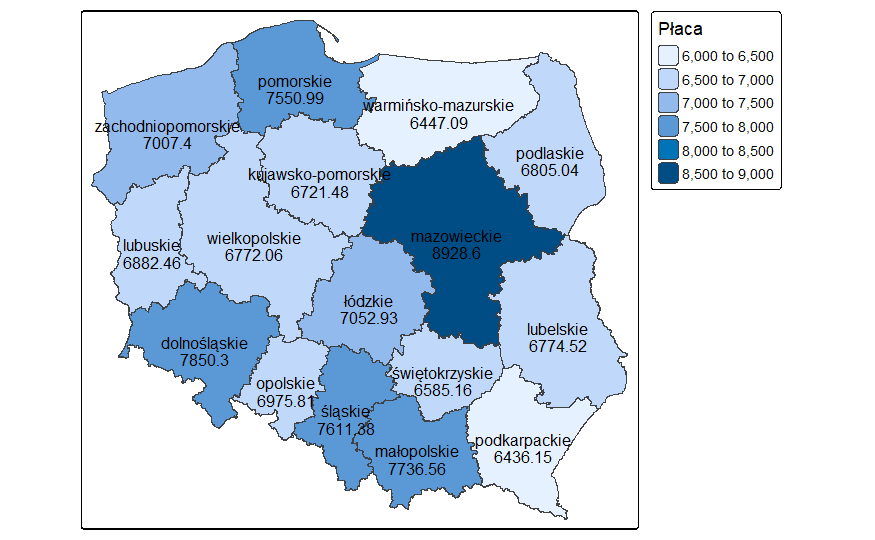 Płaca
6,000 to 6,500
6,500 to 7,000
7,000 to 7,500
7,500 to 8,000
8,000 to 8,500
8,500 to 9,000
pomorskie
7550.99
warmińsko-mazurskie
6447.09
zachodniopomorskie
7007.4
podlaskie
6805.04
kujawsko-pomorskie
6721.48
mazowieckie
8928.6
lubuskie
6882.46
wielkopolskie
6772.06
łódzkie
7052.93
lubelskie
6774.52
dolnośląskie
7850.3
opolskie
6975.81
świętokrzyskie
6585.16
śląskie
7611.38
małopolskie
7736.56
podkarpackie
6436.15